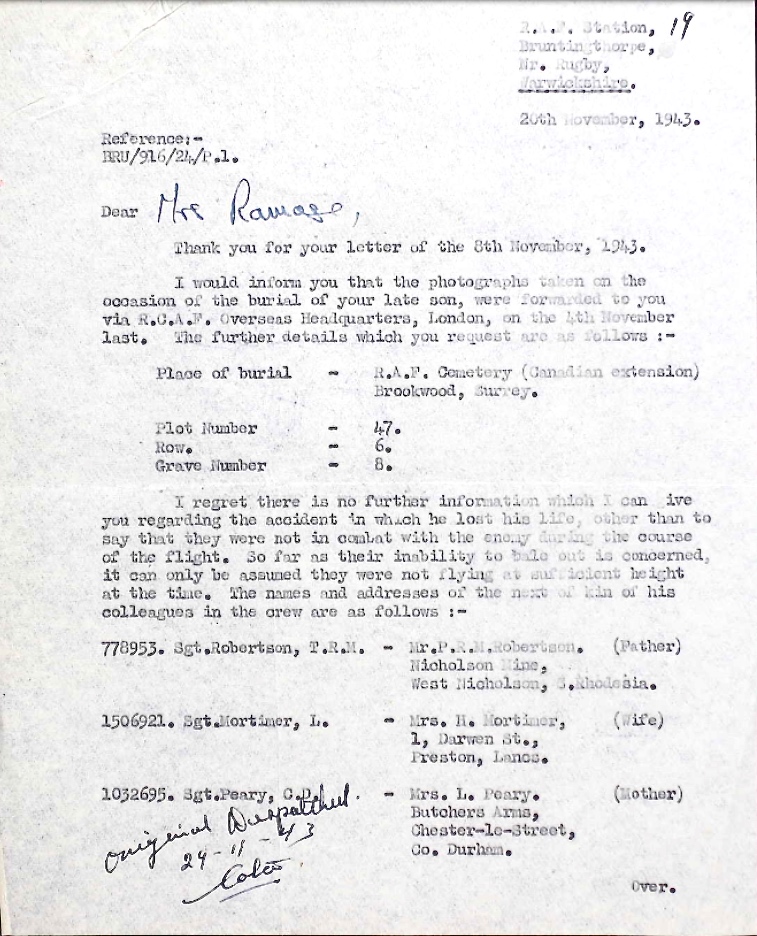 R.A.F. Station, 19
Bruntingthorpe,
Nr. Rugby,
Warwickshire.
20th November, 1943.
Reference:-
BRU/916/24/P.1.
Dear Mrs Ramage,
Thank you for your letter of the 8th November, 1943.
I would inform you that the photographs taken on the
occasion of the burial of your late son, were forwarded to you
via R.C.A.F. Overseas Headquarters, London, on the 4th November
last. The further details which you request are as follows :-
Place of burial - R.A.F. Cemetery (Canadian extension)
Brookwood, Surrey.
Plot Number - 47.
Row. - 6.
Grave Number - 8.
I regret there is no further information which I can ive
you regarding the accident in which he lost his life, other than to
say that they were not in combat with the enemy during the course
of the flight. So far as their inability to bale out is concerned,
it can only be assumed they were not flying at sufficient height
at the time. The names and addresses of the next of kin of his
colleagues in the crew are as follows :-
778953. Sgt.Robertson, T.R.M. - Mr.P.R.M.Robertson. (Father)
Nicholson Mine,
West Nicholson, S.Rhodesia.
1506921. Sgt.Mortimer, L. - Mrs. H. Mortimer, (Wife)
1, Darwen St.,
Preston, Lancs.
1032695. Sgt.Peary, C.P. - Mrs. L. Peary. (Mother)
Butchers Arms,
Chester-le-Street,
Co. Durham.
Original Despatched.
24-11-43
Over.